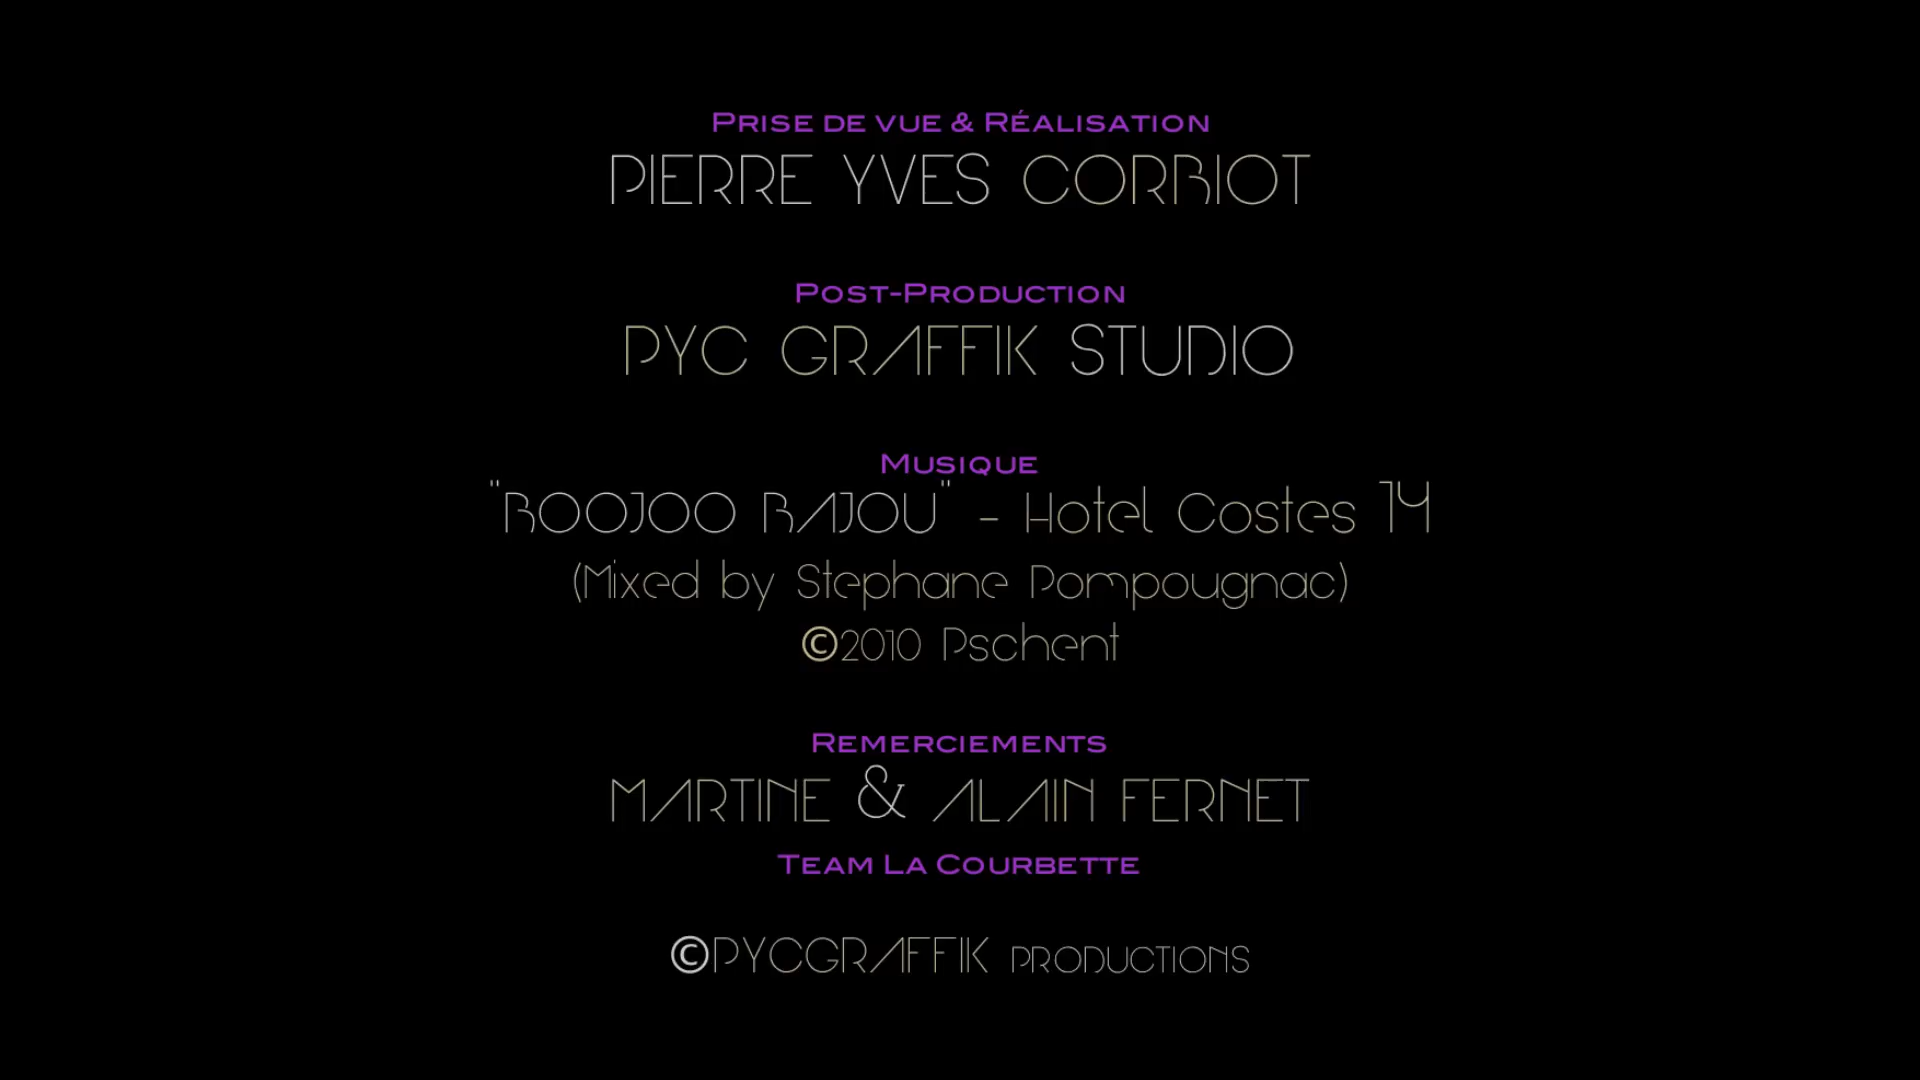 Prise de vue & Réalisation
PIERRE YVES CORBIOT
Post-Production
PYC GRAFFIK STUDIO
Musique
"BOOJOO BAJOU" - Hotel Costes 14
(Mixed by Stephane Pompougnac)
©2010 Pschent
Remerciements
MARTINE & ALAIN FERNET
Team La Courbette
©PYCGRAFFIK PRODUCTIONS